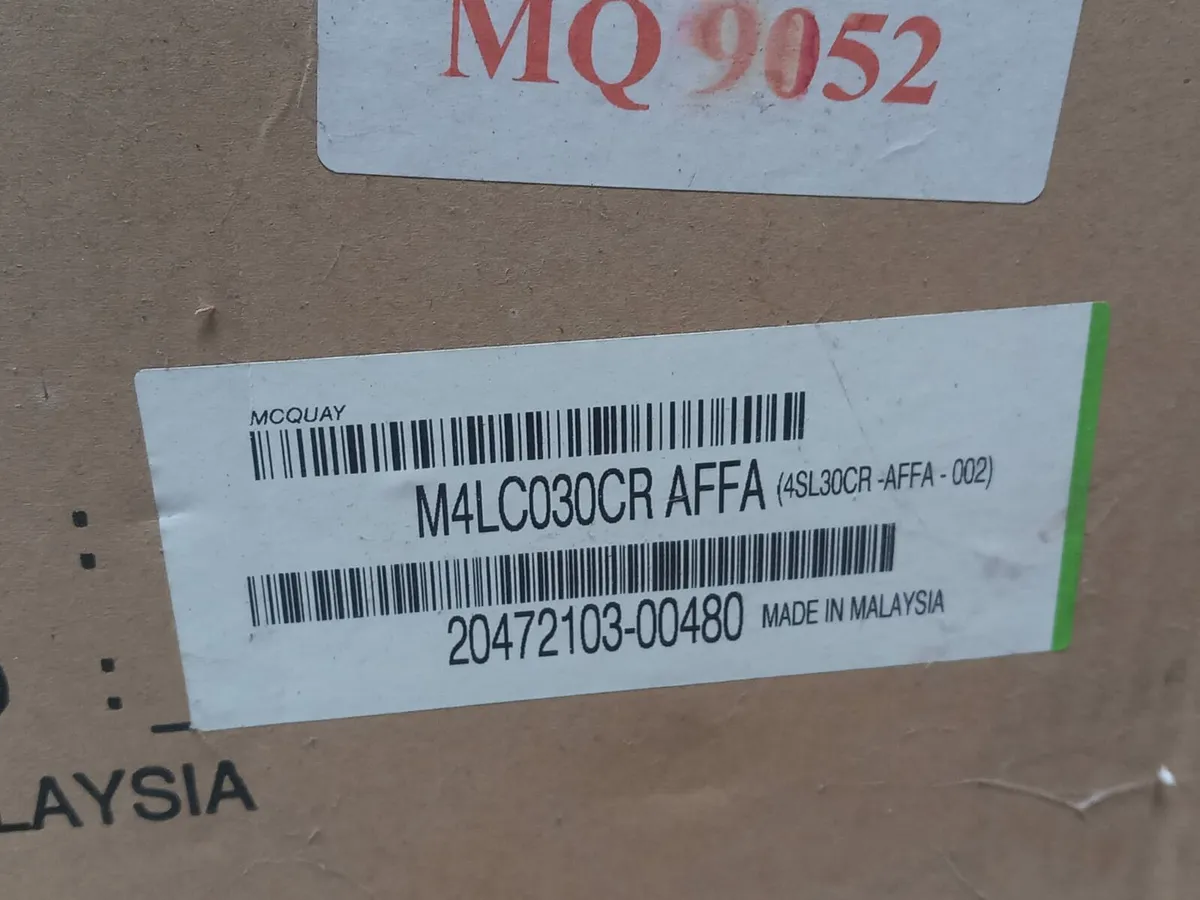 MQ 9052
MCQUAY
M4LC030CR AFFA (4SL30CR -AFFA - 002)
20472103-00480 MADE IN MALAYSIA
LAYSIA